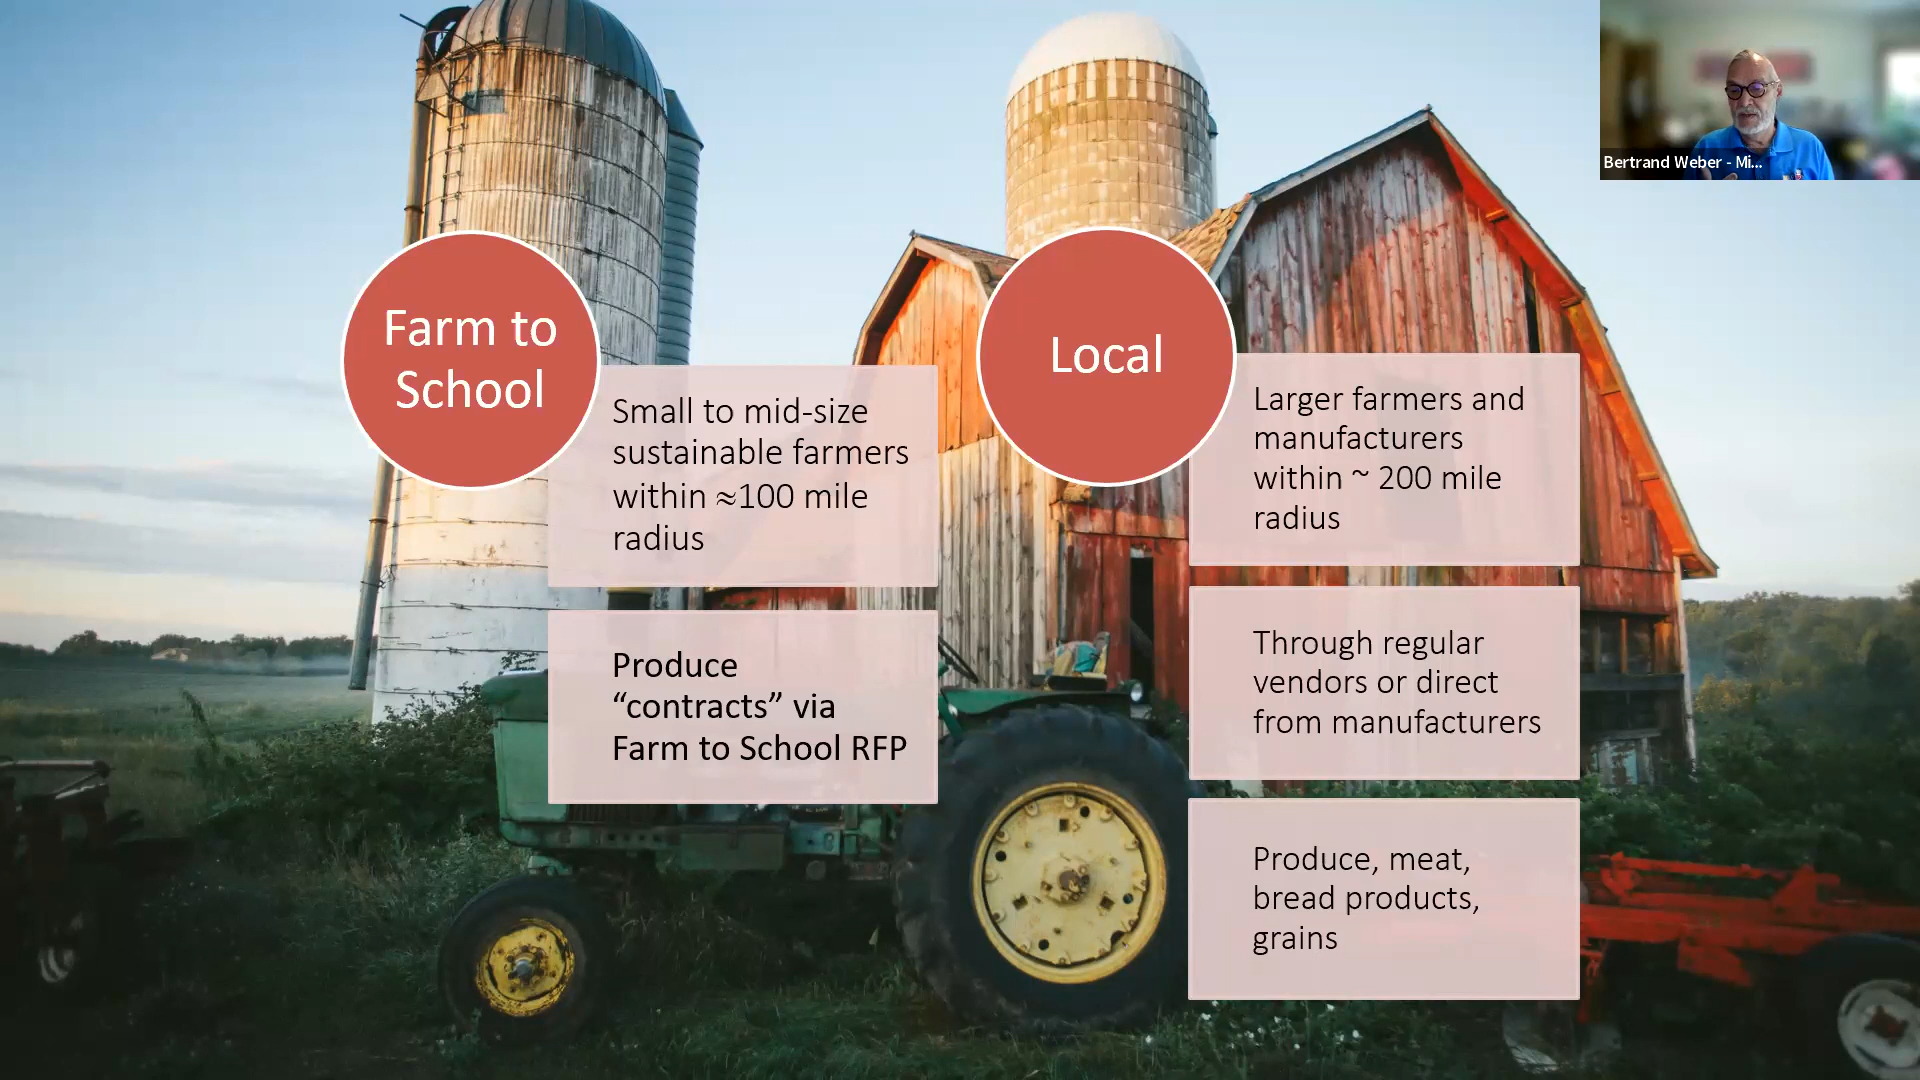 Bertrand Weber - Mi...
Farm to
School
Small to mid-size
sustainable farmers
within ≈100 mile
radius
Produce
“contracts” via
Farm to School RFP
Local
Larger farmers and
manufacturers
within ~ 200 mile
radius
Through regular
vendors or direct
from manufacturers
Produce, meat,
bread products,
grains